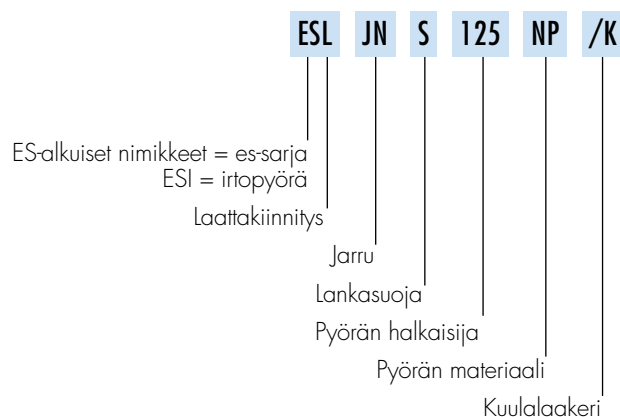 ESL JN S 125 NP /K
ES-alkuiset nimikkeet = es-sarja
ESI = irtopyörä
Laattakiinnitys
Jarru
Lankasuoja
Pyörän halkaisija
Pyörän materiaali
Kuulalaakeri